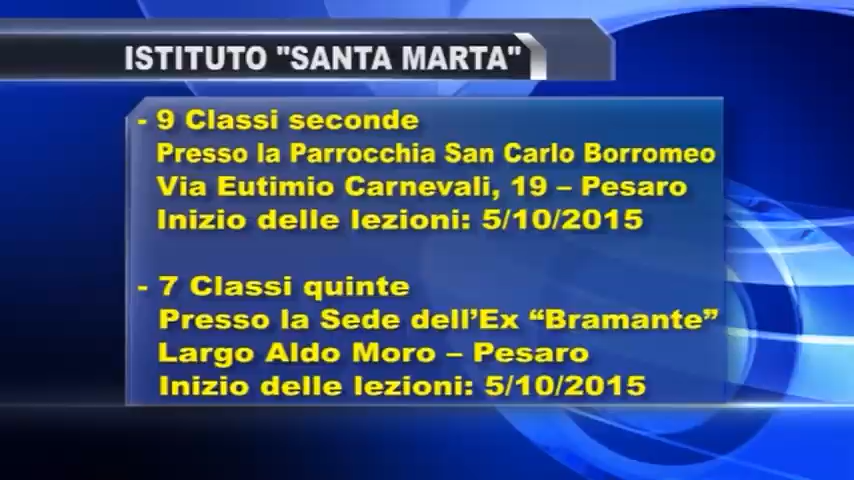 ISTITUTO "SANTA MARTA"
- 9 Classi seconde
Presso la Parrocchia San Carlo Borromeo
Via Eutimio Carnevali, 19 – Pesaro
Inizio delle lezioni: 5/10/2015
- 7 Classi quinte
Presso la Sede dell’Ex “Bramante”
Largo Aldo Moro – Pesaro
Inizio delle lezioni: 5/10/2015